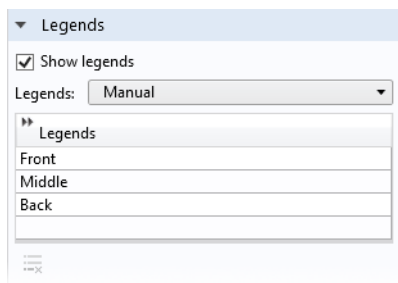 Legends
Show legends
Legends: Manual
Legends
Front
Middle
Back